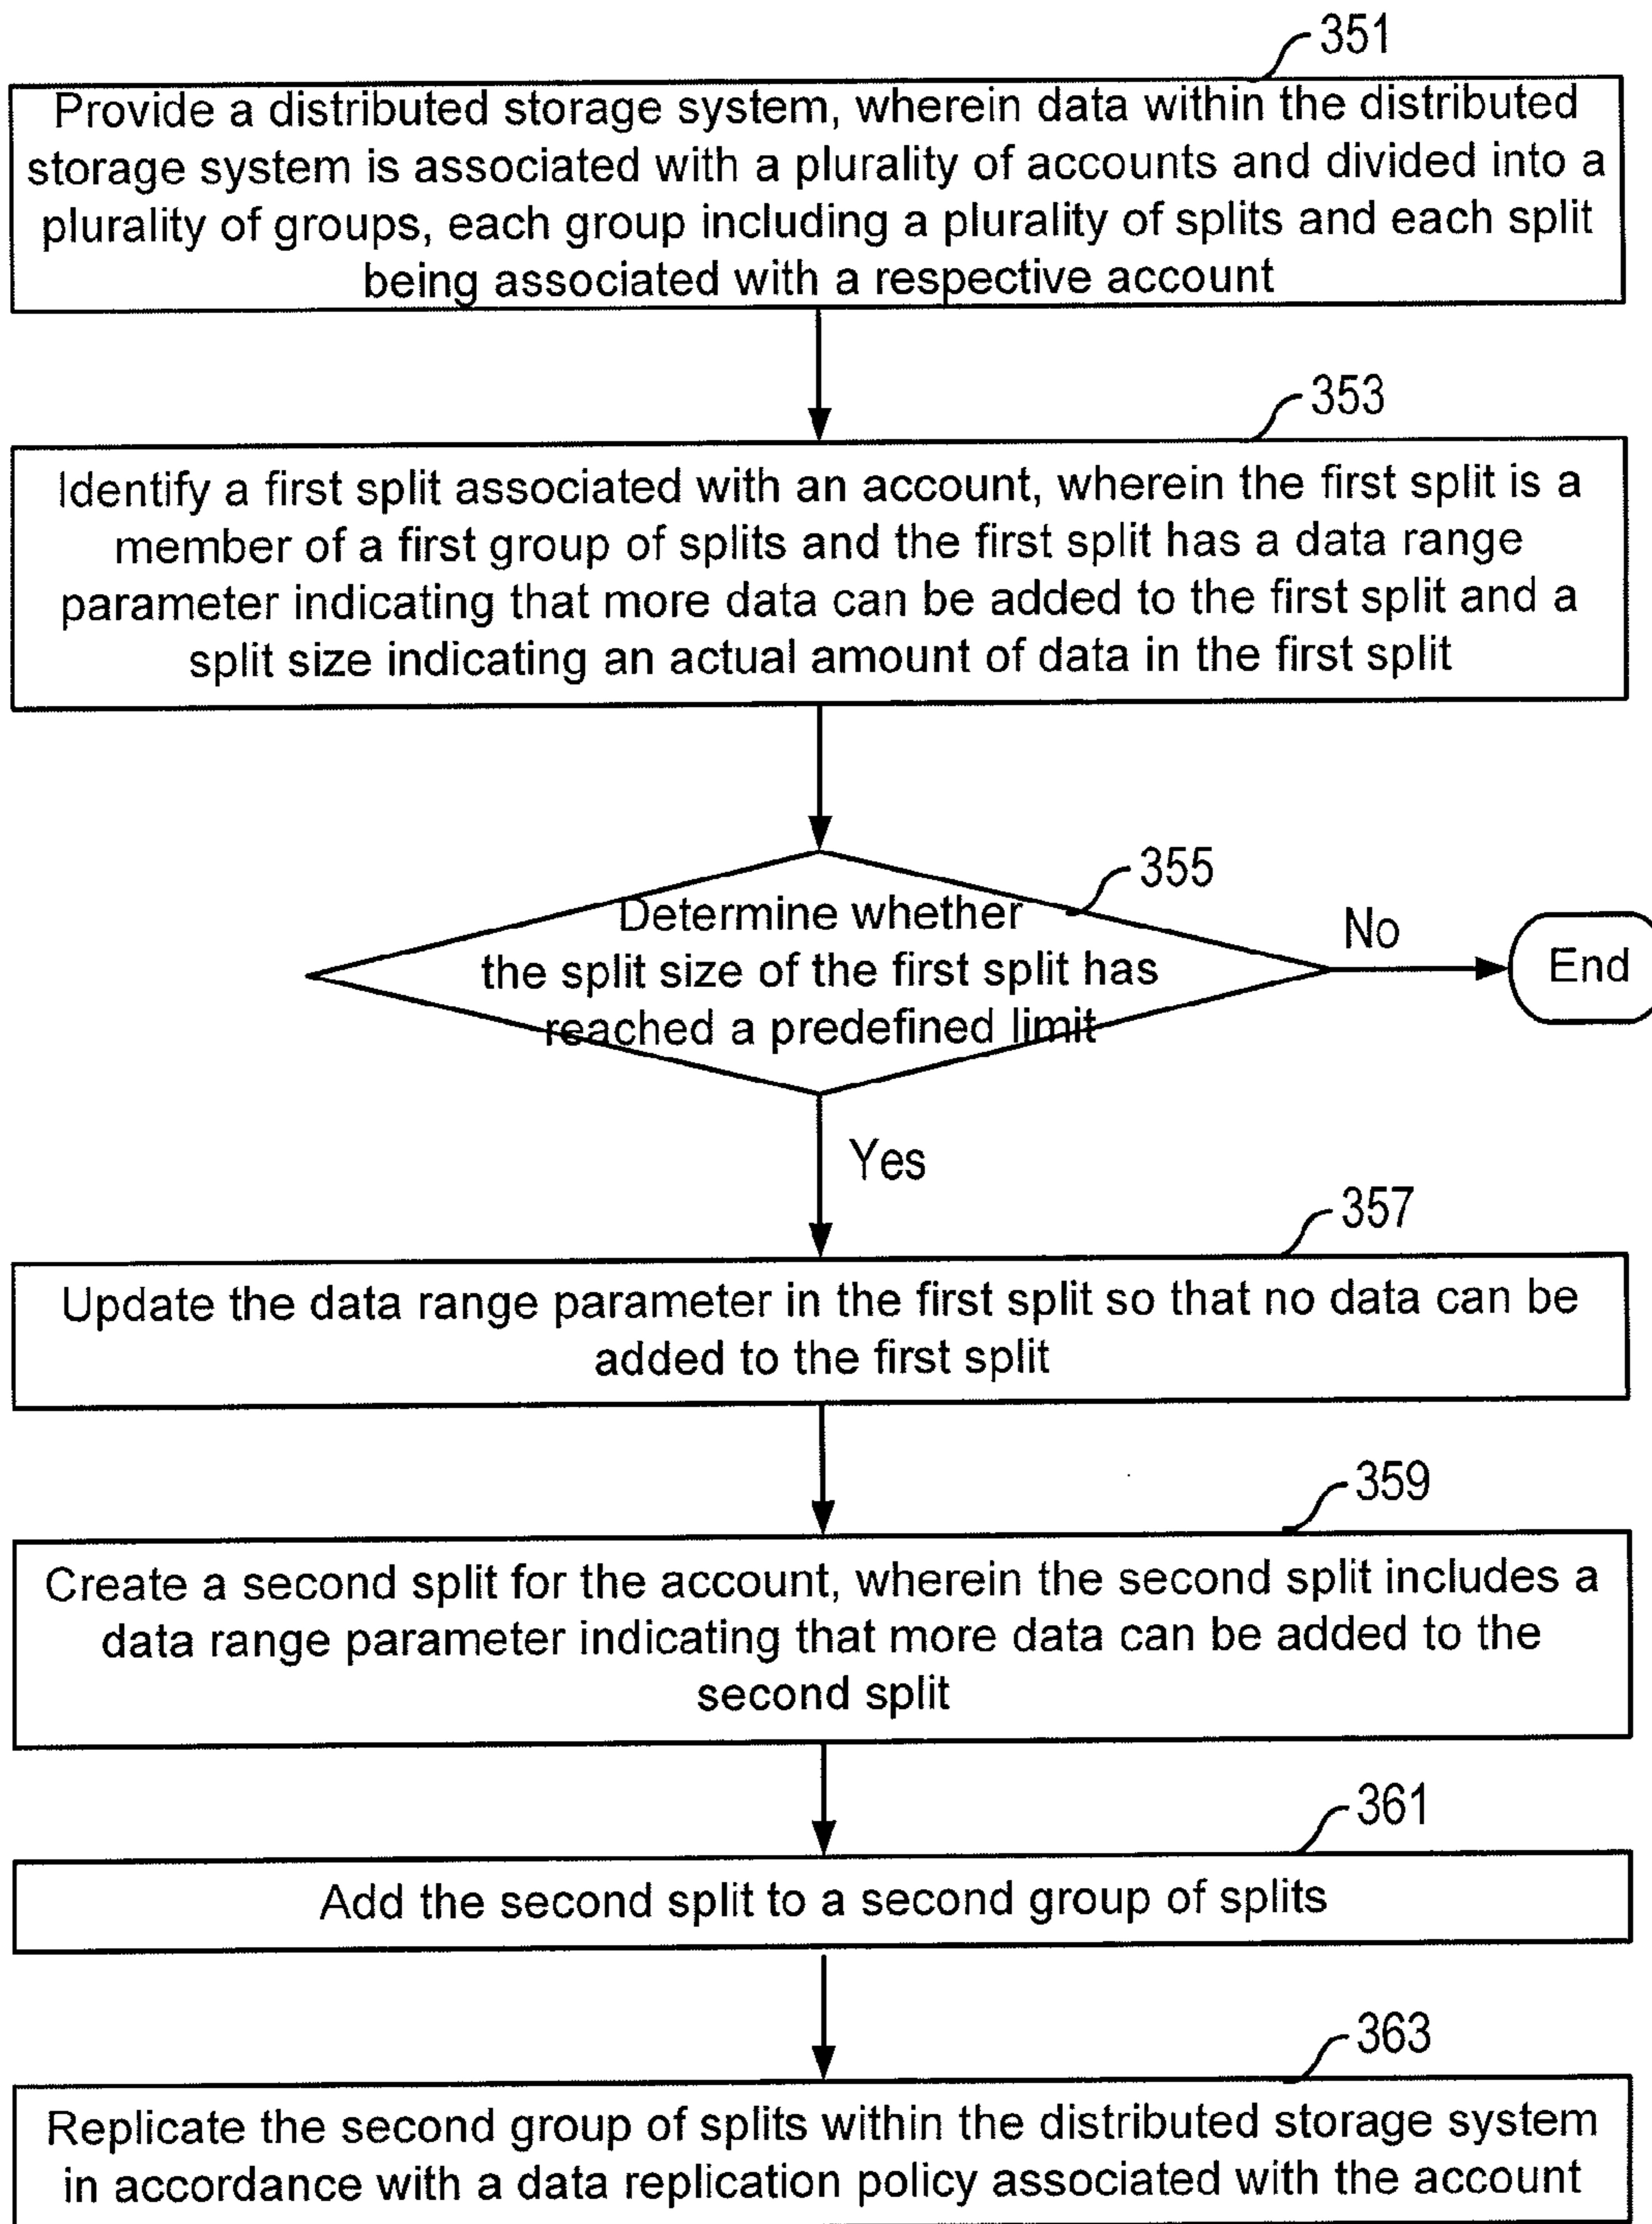 351
Provide a distributed storage system, wherein data within the distributed
storage system is associated with a plurality of accounts and divided into a
plurality of groups, each group including a plurality of splits and each split
being associated with a respective account
353
Identify a first split associated with an account, wherein the first split is a
member of a first group of splits and the first split has a data range
parameter indicating that more data can be added to the first split and a
split size indicating an actual amount of data in the first split
355
Determine whether
the split size of the first split has
reached a predefined limit
No
End
Yes
357
Update the data range parameter in the first split so that no data can be
added to the first split
359
Create a second split for the account, wherein the second split includes a
data range parameter indicating that more data can be added to the
second split
361
Add the second split to a second group of splits
363
Replicate the second group of splits within the distributed storage system
in accordance with a data replication policy associated with the account